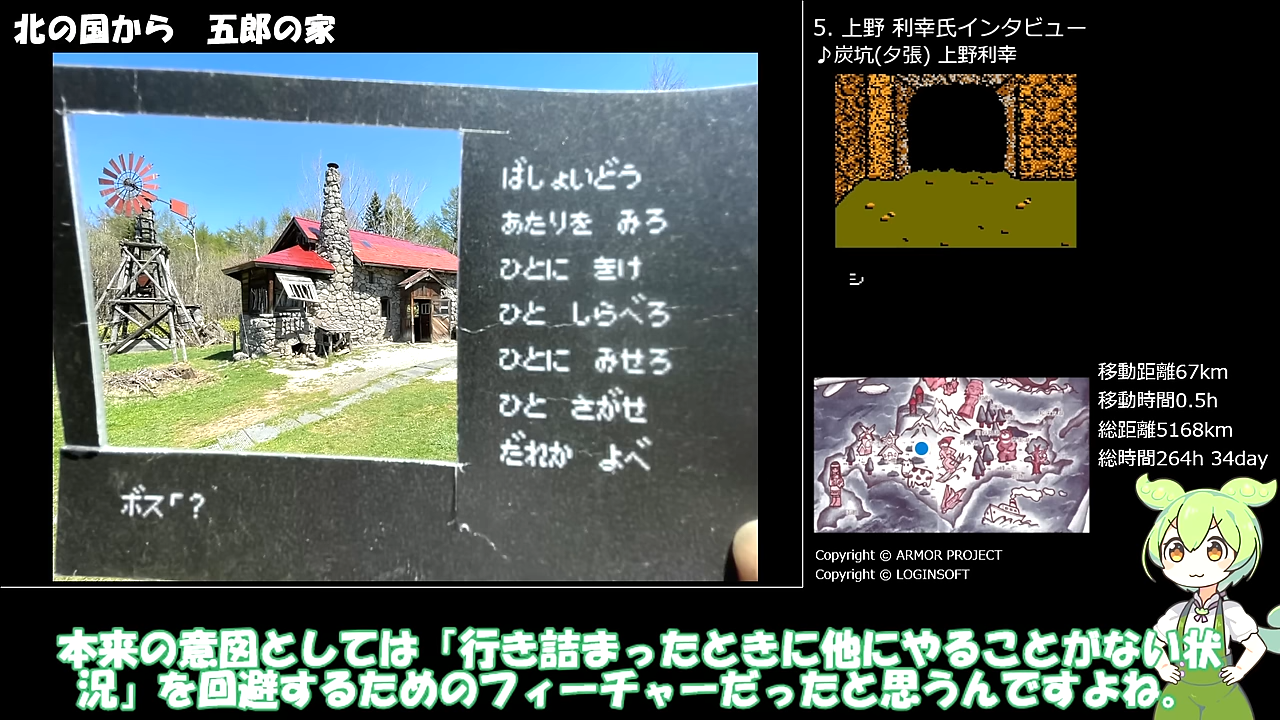 北の国から 五郎の家
ばしょいどう
あたりを みろ
ひとに きけ
ひと しらべろ
ひとに みせろ
ひと さがせ
だれか よべ
ボス「?
5. 上野 利幸氏インタビュー
♪炭坑(夕張) 上野利幸
シ
移動距離67km
移動時間0.5h
総距離5168km
総時間264h 34day
Copyright © ARMOR PROJECT
Copyright © LOGINSOFT
本来の意図としては「行き詰まったときに他にやることがない状
況」を回避するためのフィーチャーだったと思うんですよね。